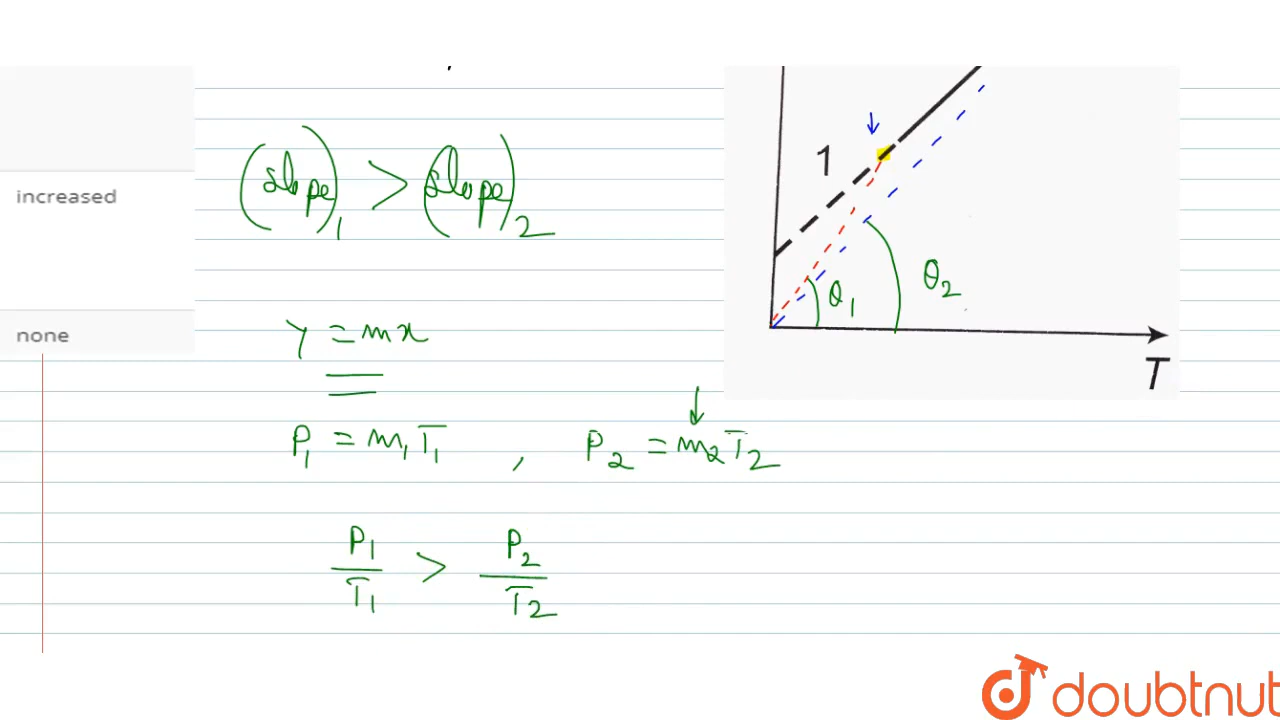 increased
none
(slope)₁ > (slope)₂
y = mx
P₁ = m₁T₁ , P₂ = m₂T₂
P₁/T₁ > P₂/T₂
1
θ₁
θ₂
T
doubtnut